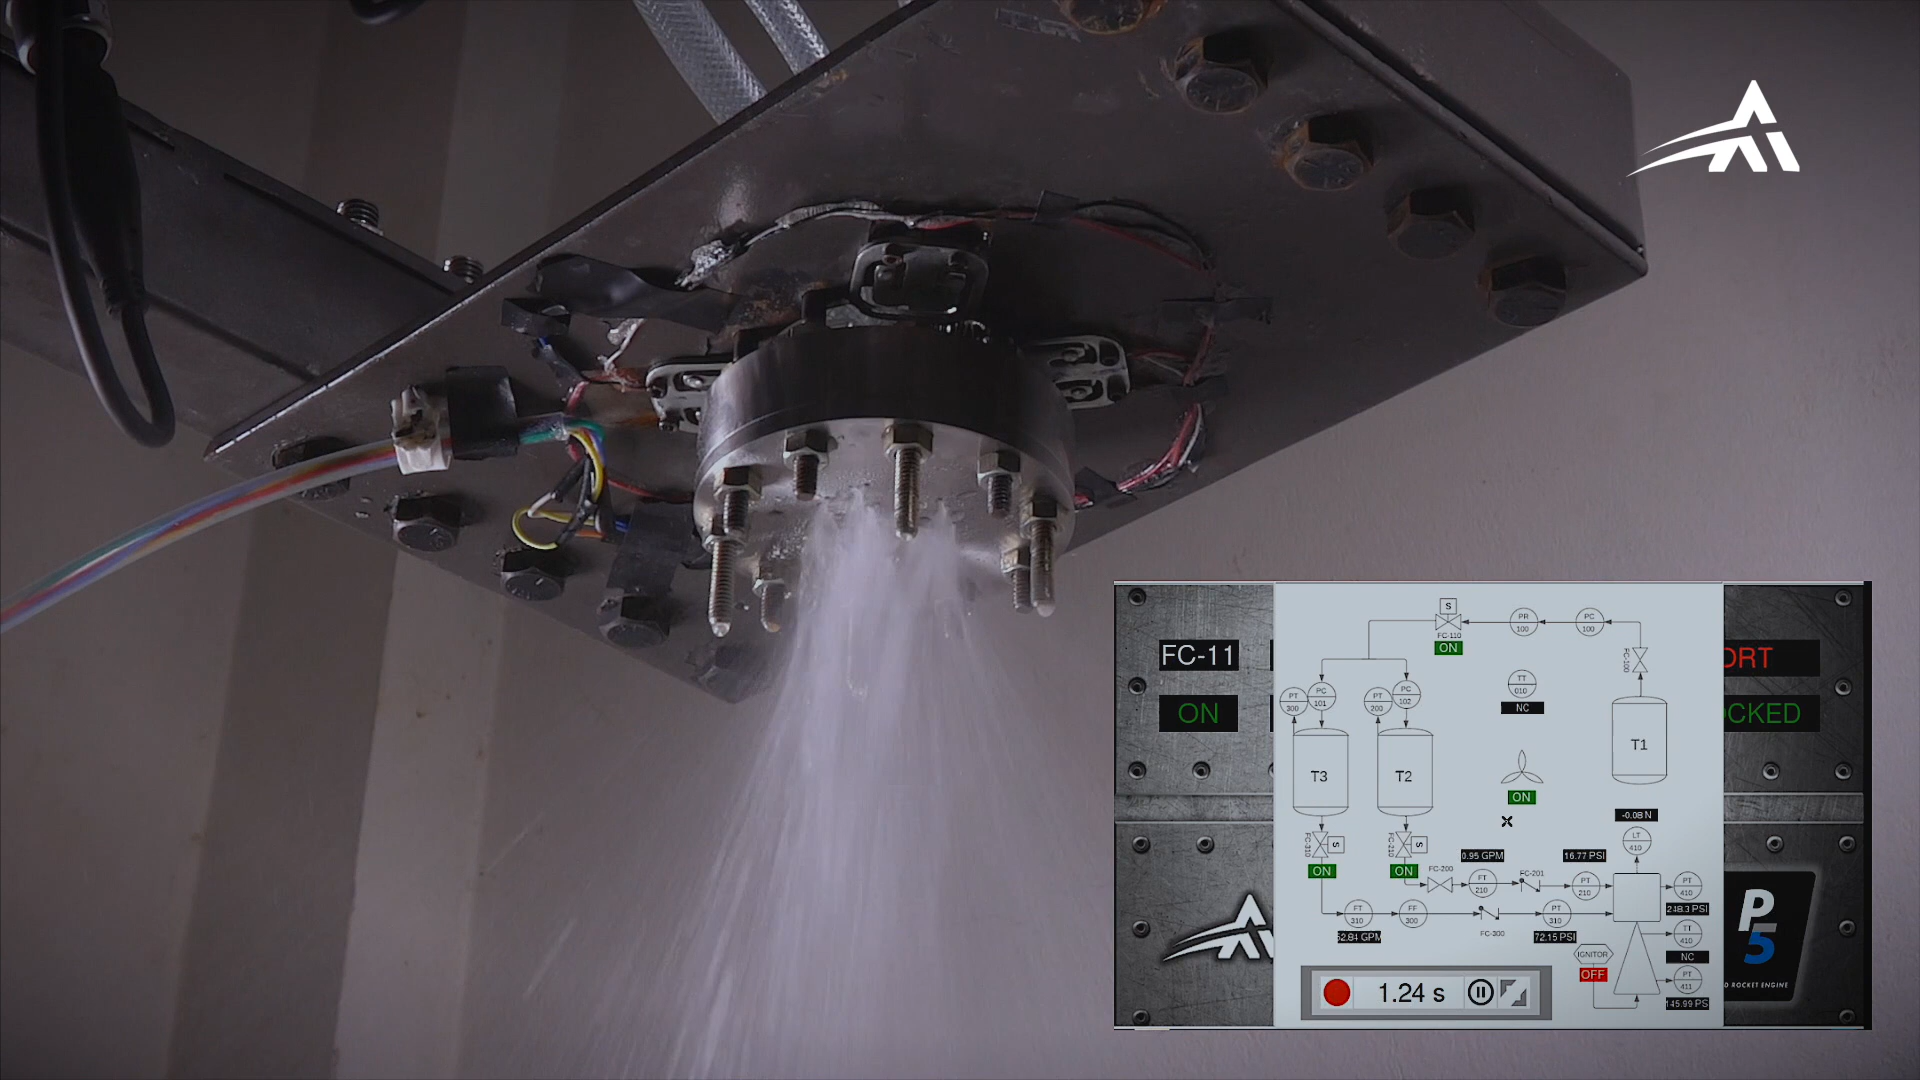 FC-11
ON
ORT
OCKED
S
FC-110
ON
PR
100
PC
100
FC-100
TT
010
NC
PT
300
PC
101
PT
200
PC
102
T3
T2
T1
ON
-0.08 N
LT
410
FC-310
S
ON
FC-210
S
ON
FC-200
0.95 GPM
FT
210
FC-201
16.77 PSI
PT
210
PT
410
248.3 PSI
FT
310
52.84 GPM
FF
300
FC-300
PT
310
72.15 PSI
TT
410
NC
IGNITOR
OFF
PT
411
145.99 PS
1.24 s
P
5
D ROCKET ENGINE